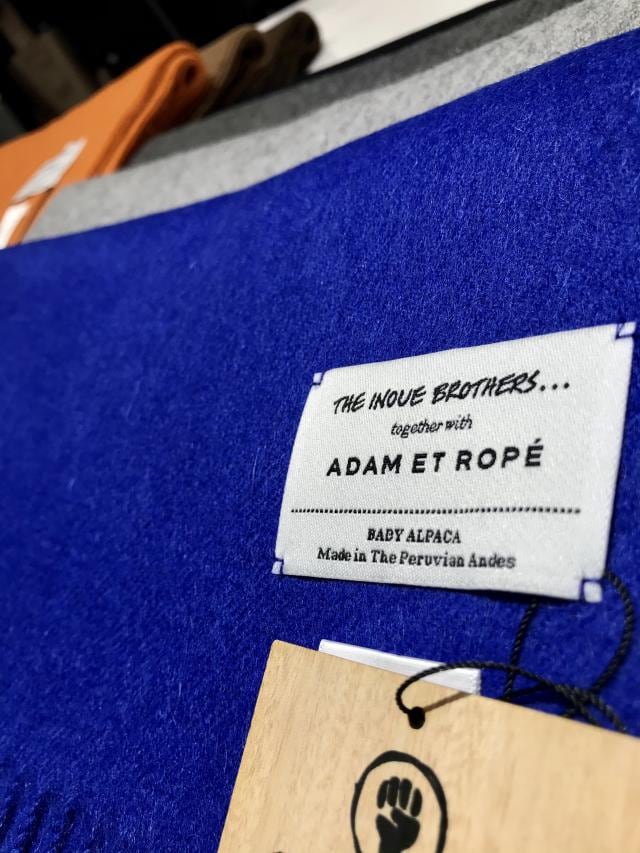 THE INOUE BROTHERS...
together with
ADAM ET ROPÉ
BABY ALPACA
Made in The Peruvian Andes